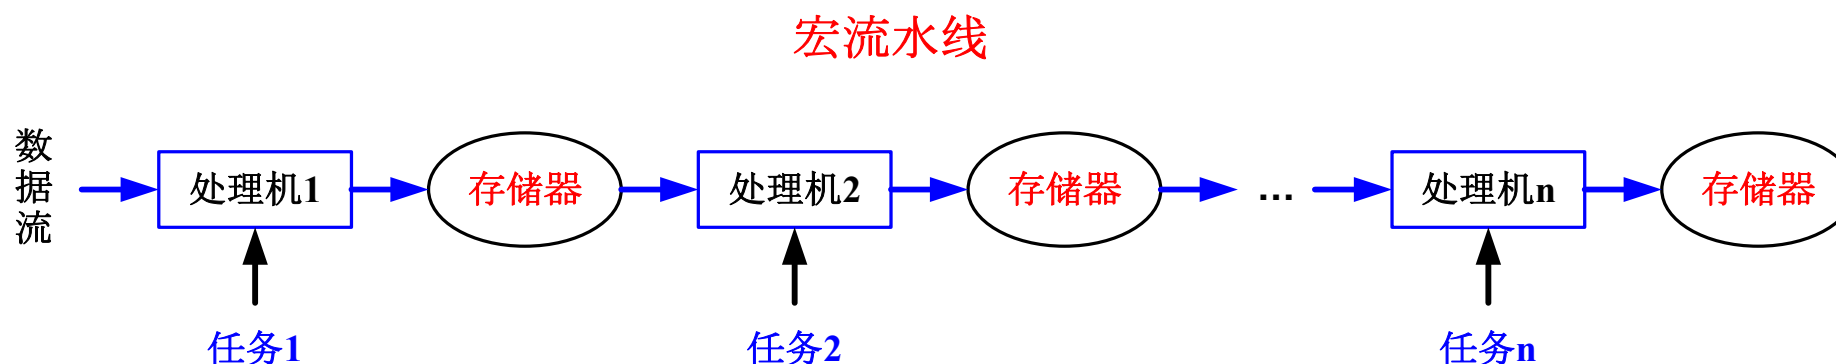 宏流水线
数据流
处理机1
存储器
处理机2
存储器
...
处理机n
存储器
任务1
任务2
任务n